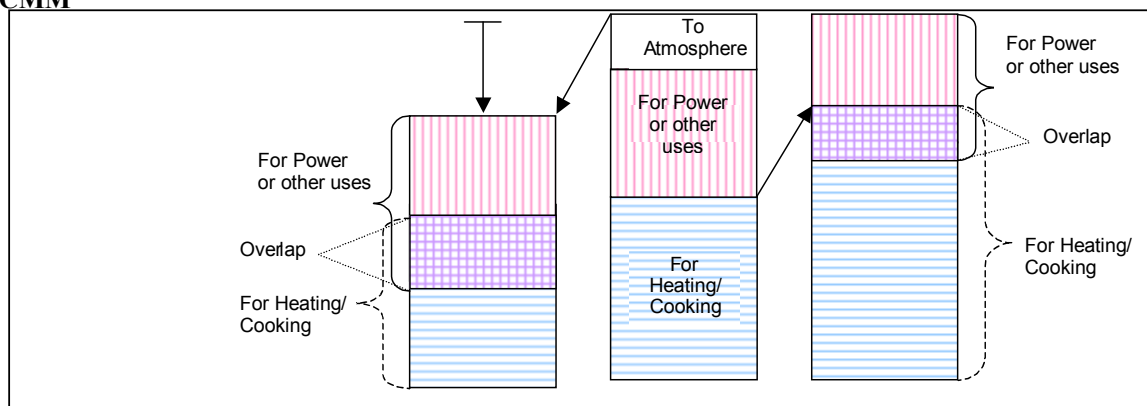 CMM
For Power
or other uses
Overlap
For Heating/
Cooking
To
Atmosphere
For Power
or other
uses
For
Heating/
Cooking
For Power
or other uses
Overlap
For Heating/
Cooking